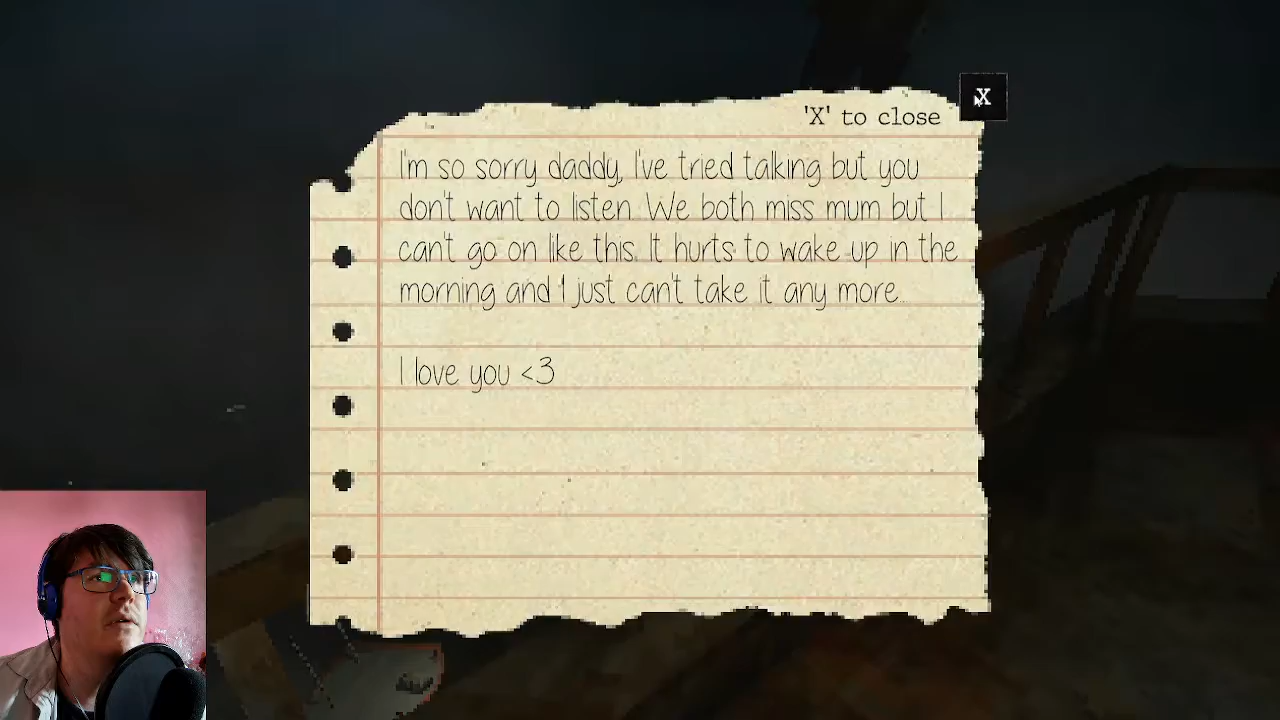 X
'X' to close
I'm so sorry daddy, I've tried talking but you
don't want to listen. We both miss mum but I
can't go on like this. It hurts to wake up in the
morning and I just can't take it any more...
I love you <3